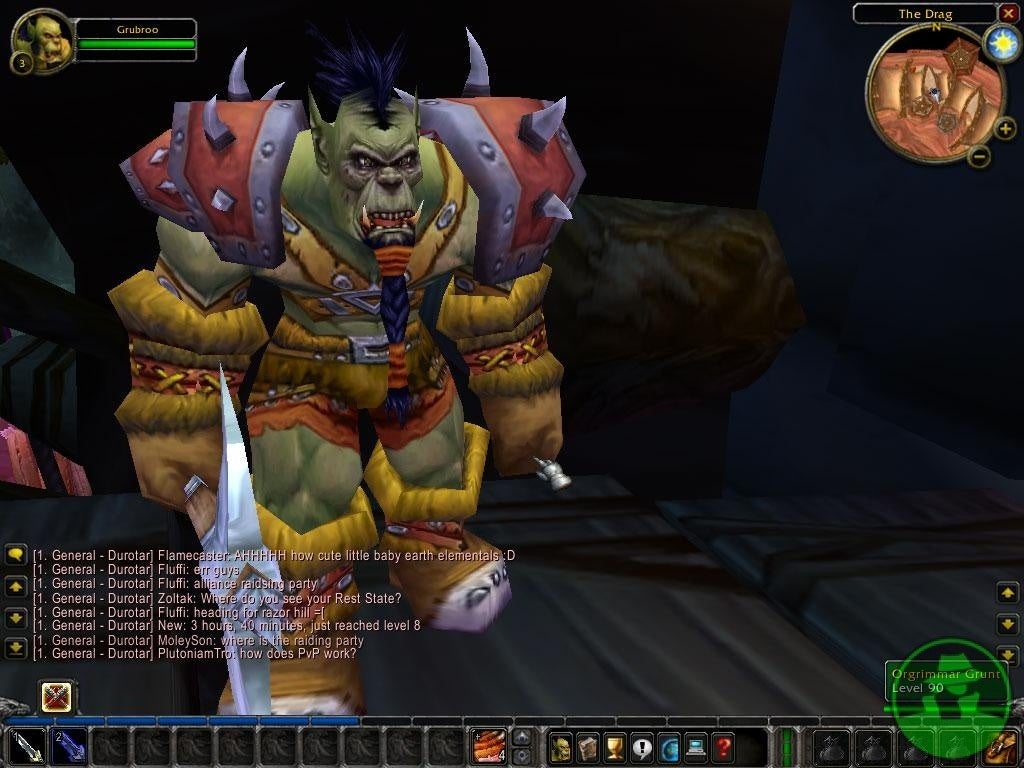 Grubroo
3
The Drag
N
[1. General - Durotar] Flamecaster: AHHHHH how cute little baby earth elementals :D
[1. General - Durotar] Fluffi: err guys
[1. General - Durotar] Fluffi: alliance raidsing party
[1. General - Durotar] Zoltak: Where do you see your Rest State?
[1. General - Durotar] Fluffi: heading for razor hill =[
[1. General - Durotar] New: 3 hours, 40 minutes, just reached level 8
[1. General - Durotar] MoleySon: where is the raiding party
[1. General - Durotar] PlutoniamTro: how does PvP work?
Orgrimmar Grunt
Level 90
1
2
4